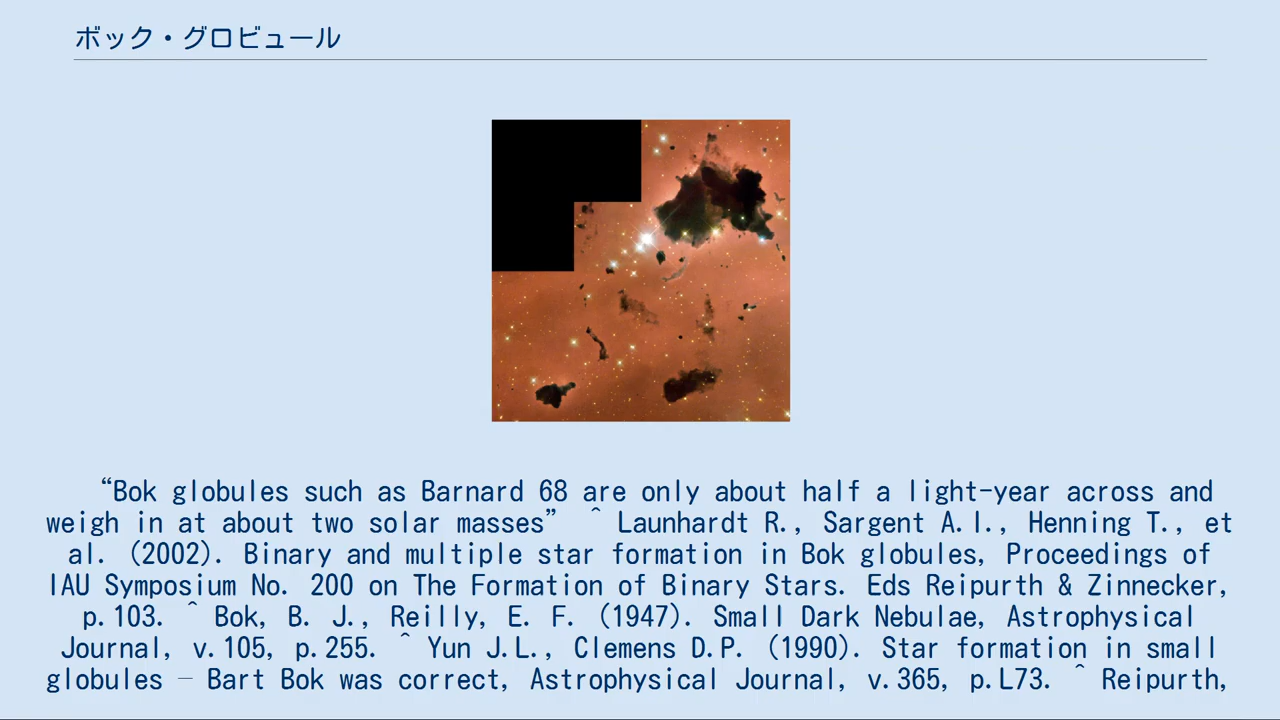 ボック・グロビュール
“Bok globules such as Barnard 68 are only about half a light-year across and
weigh in at about two solar masses” ^ Launhardt R., Sargent A.I., Henning T., et
al. (2002). Binary and multiple star formation in Bok globules, Proceedings of
IAU Symposium No. 200 on The Formation of Binary Stars. Eds Reipurth & Zinnecker,
p.103. ^ Bok, B. J., Reilly, E. F. (1947). Small Dark Nebulae, Astrophysical
Journal, v.105, p.255. ^ Yun J.L., Clemens D.P. (1990). Star formation in small
globules – Bart Bok was correct, Astrophysical Journal, v.365, p.L73. ^ Reipurth,